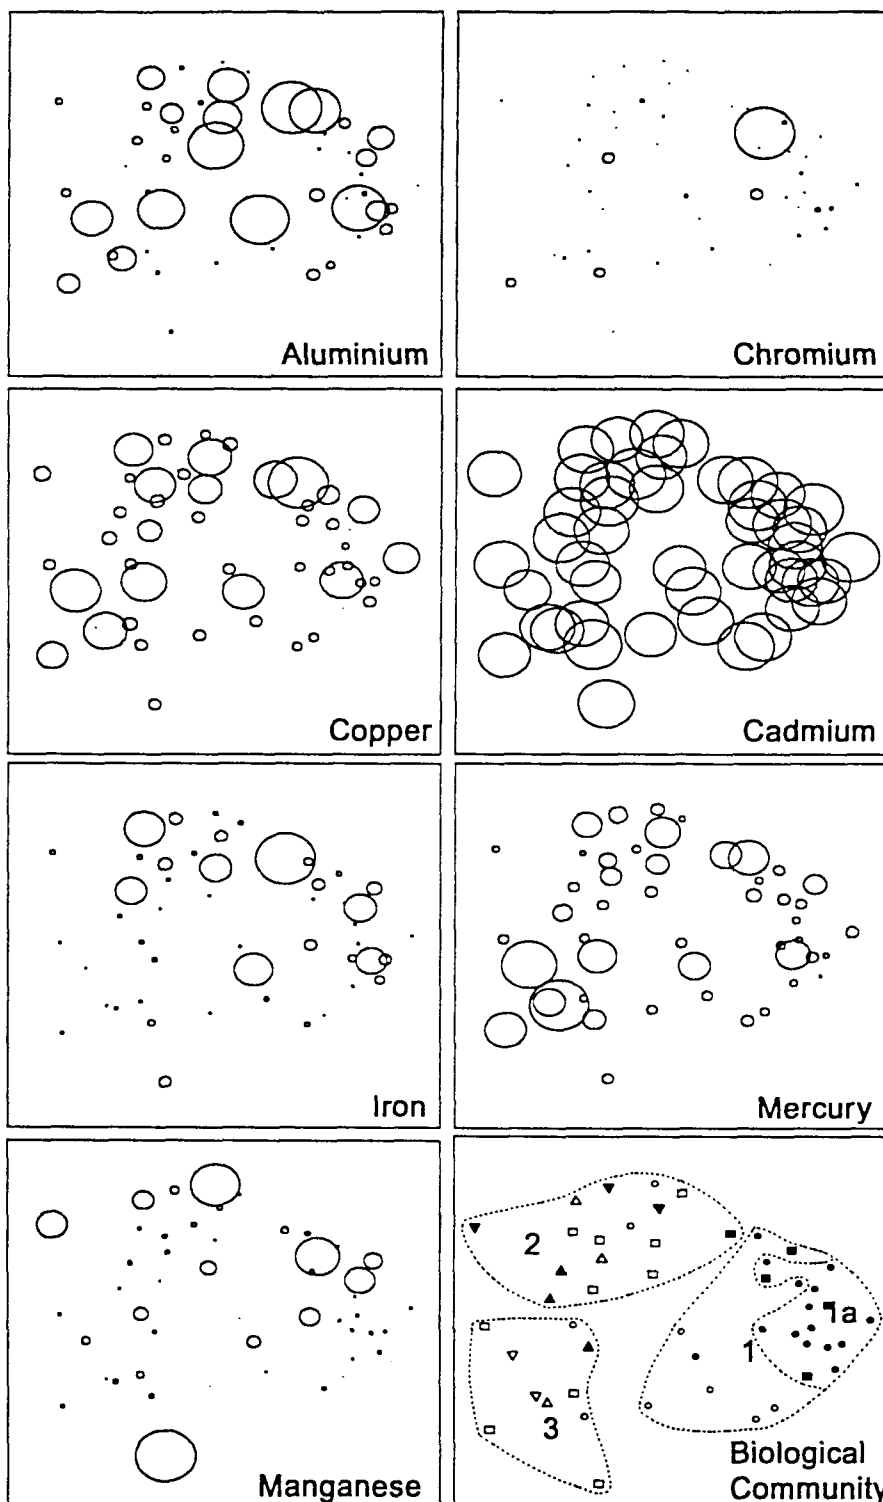 Aluminium
Chromium
Copper
Cadmium
Iron
Mercury
Manganese
2
1a
1
3
Biological
Community